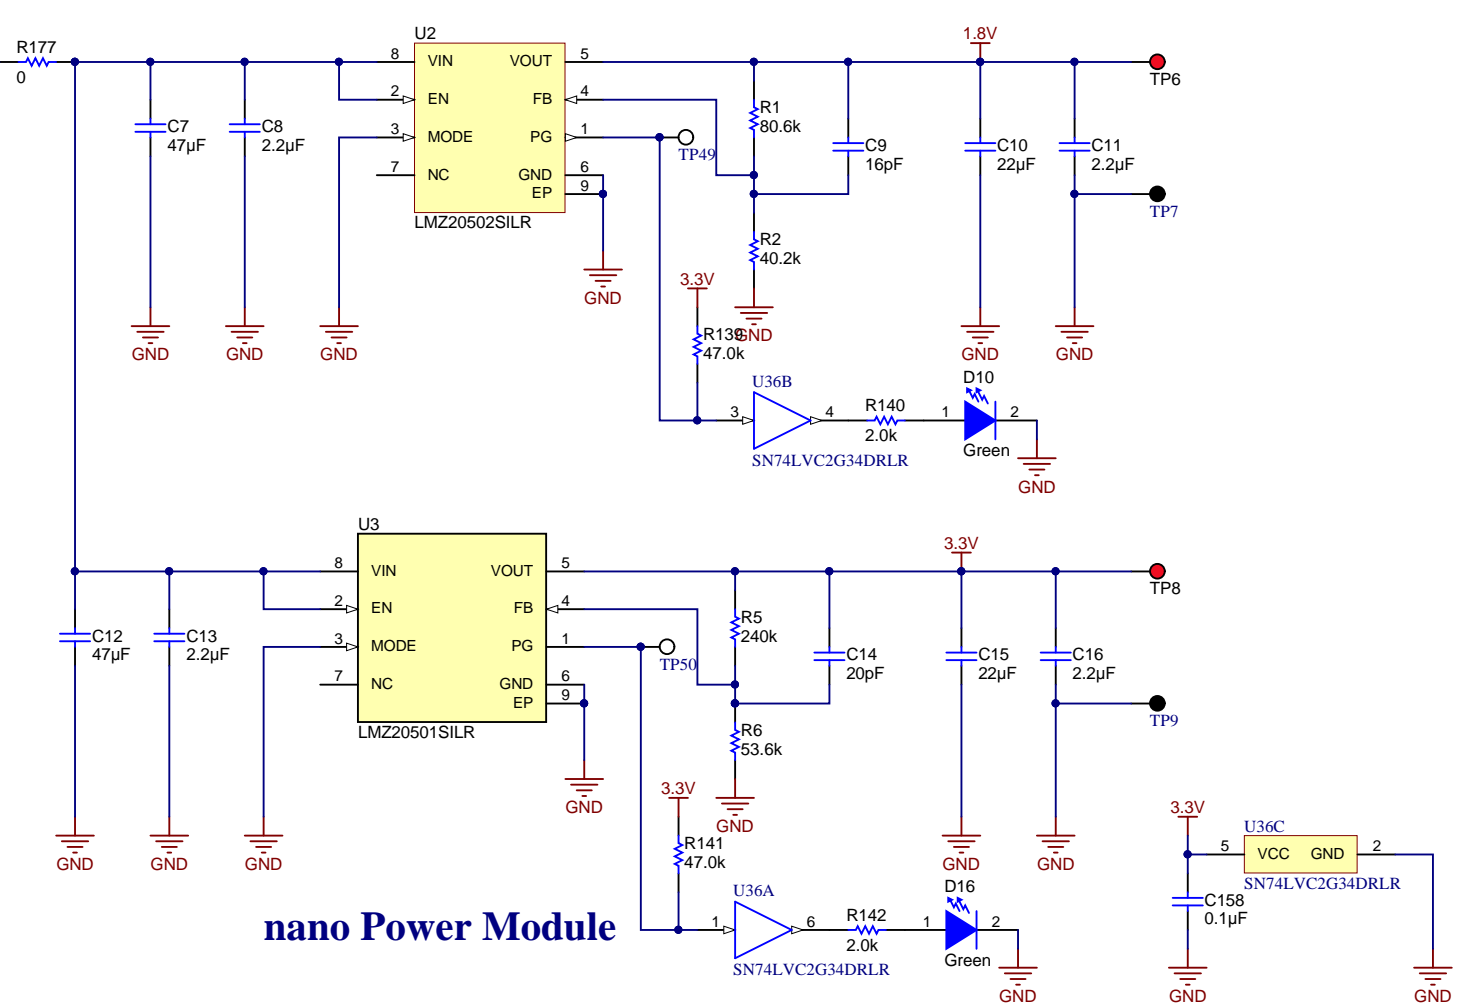 R177
0
U2
8 VIN VOUT 5
2 EN FB 4
3 MODE PG 1
7 NC GND 6
EP 9
LMZ20502SILR
C7
47µF
C8
2.2µF
GND
GND
GND
GND
TP49
R1
80.6k
C9
16pF
R2
40.2k
GND
1.8V
C10
22µF
C11
2.2µF
GND
GND
TP6
TP7
3.3V
R139
47.0k
U36B
3 4
SN74LVC2G34DRLR
R140
2.0k
D10
1 2
Green
GND
U3
8 VIN VOUT 5
2 EN FB 4
3 MODE PG 1
7 NC GND 6
EP 9
LMZ20501SILR
C12
47µF
C13
2.2µF
GND
GND
GND
GND
TP50
R5
240k
C14
20pF
R6
53.6k
GND
3.3V
C15
22µF
C16
2.2µF
GND
GND
TP8
TP9
3.3V
R141
47.0k
U36A
1 6
SN74LVC2G34DRLR
R142
2.0k
D16
1 2
Green
GND
3.3V
U36C
5 VCC GND 2
SN74LVC2G34DRLR
C158
0.1µF
GND
GND
nano Power Module